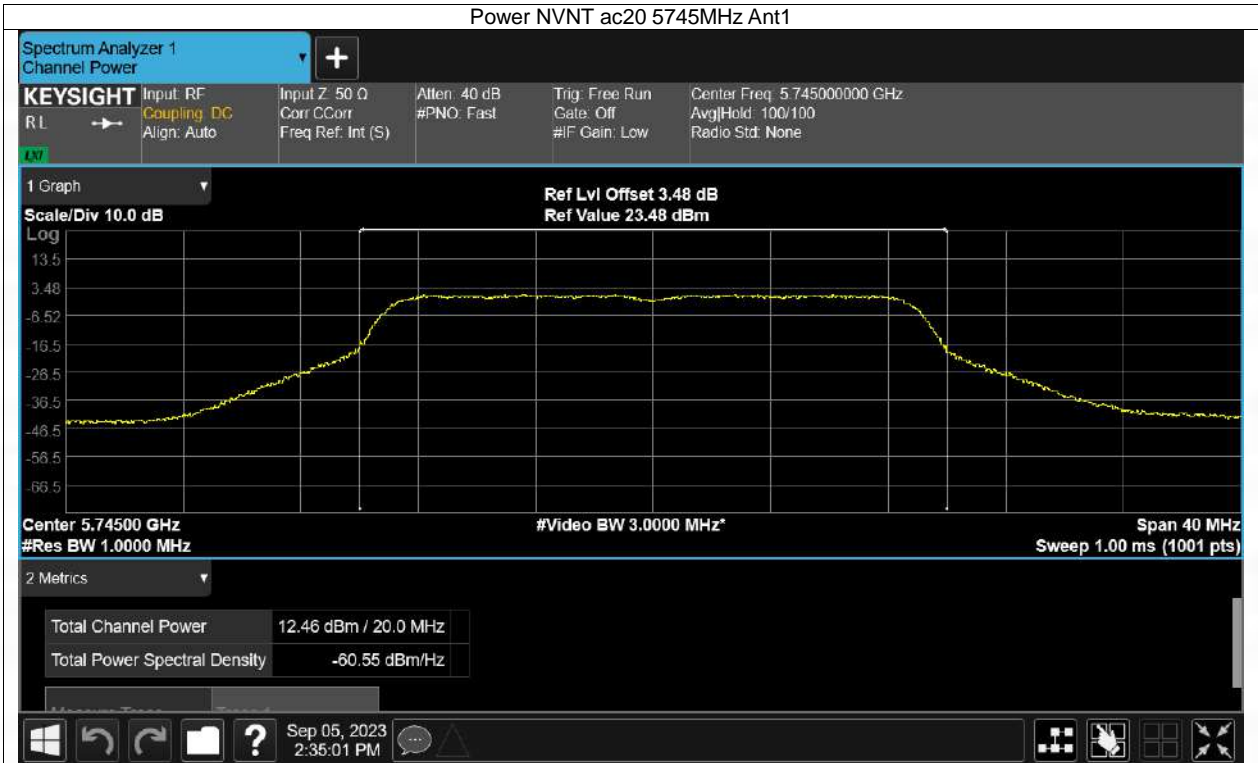 Power NVNT ac20 5745MHz Ant1
Spectrum Analyzer 1
Channel Power
+
KEYSIGHT
R L
LXI
Input: RF
Coupling: DC
Align: Auto
Input Z: 50 Ω
Corr CCorr
Freq Ref: Int (S)
Atten: 40 dB
#PNO: Fast
Trig: Free Run
Gate: Off
#IF Gain: Low
Center Freq: 5.745000000 GHz
Avg|Hold: 100/100
Radio Std: None
1 Graph
Scale/Div 10.0 dB
Ref Lvl Offset 3.48 dB
Ref Value 23.48 dBm
Log
13.5
3.48
-6.52
-16.5
-26.5
-36.5
-46.5
-56.5
-66.5
Center 5.74500 GHz
#Res BW 1.0000 MHz
#Video BW 3.0000 MHz*
Span 40 MHz
Sweep 1.00 ms (1001 pts)
2 Metrics
Total Channel Power 12.46 dBm / 20.0 MHz
Total Power Spectral Density -60.55 dBm/Hz
?
Sep 05, 2023
2:35:01 PM